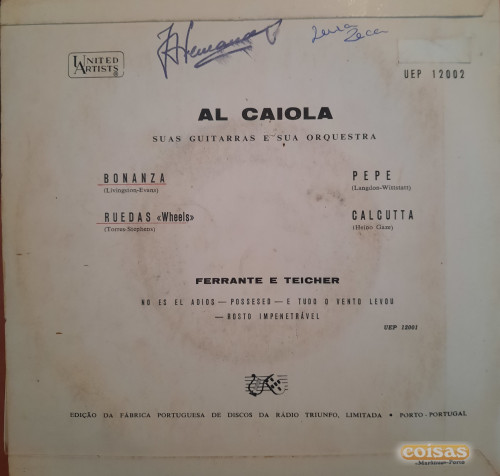 UNITED
ARTISTS
UEP 12002
AL CAIOLA
SUAS GUITARRAS E SUA ORQUESTRA
BONANZA
(Livingston-Evans)
PEPE
(Langdon-Wittstatt)
RUEDAS «Wheels»
(Torres-Stephens)
CALCUTTA
(Heino Gaze)
FERRANTE E TEICHER
NO ES EL ADIOS — POSSESED — E TUDO O VENTO LEVOU
— ROSTO IMPENETRÁVEL
UEP 12001
EDIÇÃO DA FÁBRICA PORTUGUESA DE DISCOS DA RÁDIO TRIUNFO, LIMITADA • PORTO-PORTUGAL
coisas